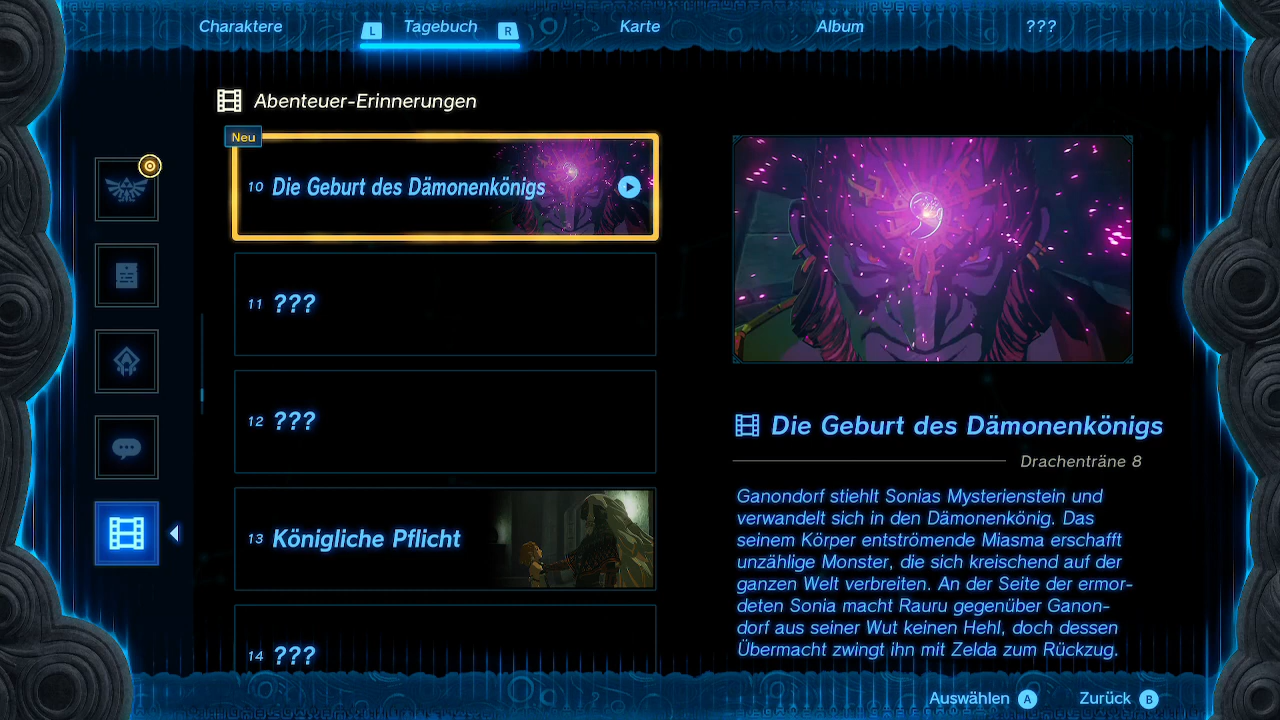 Charaktere L Tagebuch R Karte Album ???
Abenteuer-Erinnerungen
Neu
10 Die Geburt des Dämonenkönigs
11 ???
12 ???
13 Königliche Pflicht
14 ???
Die Geburt des Dämonenkönigs
Drachenträne 8
Ganondorf stiehlt Sonias Mysterienstein und
verwandelt sich in den Dämonenkönig. Das
seinem Körper entströmende Miasma erschafft
unzählige Monster, die sich kreischend auf der
ganzen Welt verbreiten. An der Seite der ermor-
deten Sonia macht Rauru gegenüber Ganon-
dorf aus seiner Wut keinen Hehl, doch dessen
Übermacht zwingt ihn mit Zelda zum Rückzug.
Auswählen A Zurück B